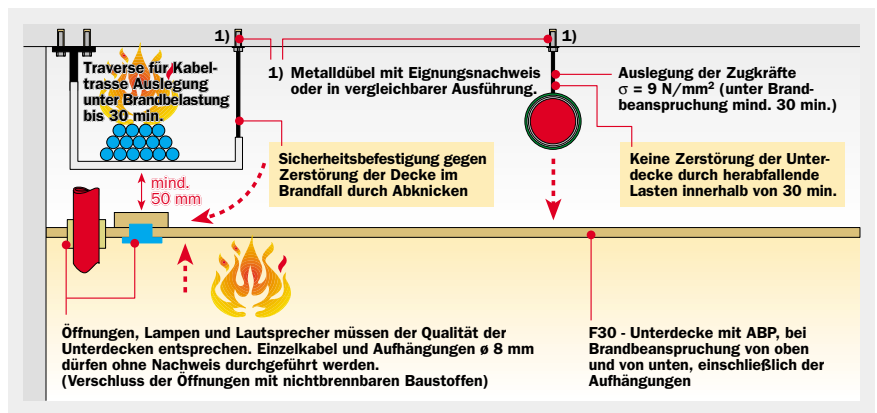 1)
1)
Traverse für Kabel-
trasse Auslegung
unter Brandbelastung
bis 30 min.
1) Metalldübel mit Eignungsnachweis
oder in vergleichbarer Ausführung.
Auslegung der Zugkräfte
σ = 9 N/mm² (unter Brand-
beanspruchung mind. 30 min.)
Sicherheitsbefestigung gegen
Zerstörung der Decke im
Brandfall durch Abknicken
Keine Zerstörung der Unter-
decke durch herabfallende
Lasten innerhalb von 30 min.
mind.
50 mm
Öffnungen, Lampen und Lautsprecher müssen der Qualität der
Unterdecken entsprechen. Einzelkabel und Aufhängungen ø 8 mm
dürfen ohne Nachweis durchgeführt werden.
(Verschluss der Öffnungen mit nichtbrennbaren Baustoffen)
F30 - Unterdecke mit ABP, bei
Brandbeanspruchung von oben
und von unten, einschließlich der
Aufhängungen